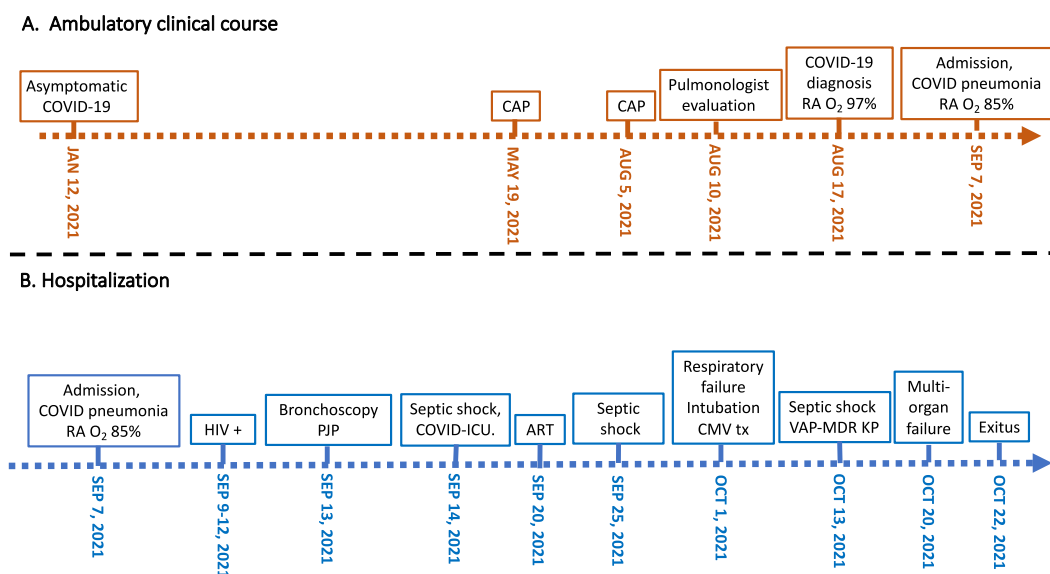 A. Ambulatory clinical course
Asymptomatic
COVID-19
CAP
CAP
Pulmonologist
evaluation
COVID-19
diagnosis
RA O₂ 97%
Admission,
COVID pneumonia
RA O₂ 85%
JAN 12, 2021
MAY 19, 2021
AUG 5, 2021
AUG 10, 2021
AUG 17, 2021
SEP 7, 2021
B. Hospitalization
Admission,
COVID pneumonia
RA O₂ 85%
HIV +
Bronchoscopy
PJP
Septic shock,
COVID-ICU.
ART
Septic
shock
Respiratory
failure
Intubation
CMV tx
Septic shock
VAP-MDR KP
Multi-
organ
failure
Exitus
SEP 7, 2021
SEP 9-12, 2021
SEP 13, 2021
SEP 14, 2021
SEP 20, 2021
SEP 25, 2021
OCT 1, 2021
OCT 13, 2021
OCT 20, 2021
OCT 22, 2021